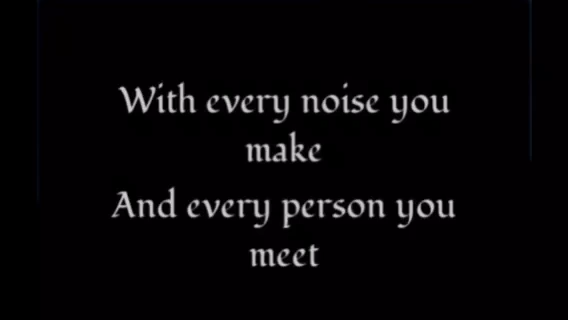 With every noise you
make
And every person you
meet